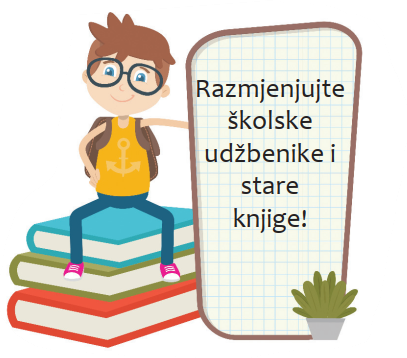 Razmjenjujte
školske
udžbenike i
stare
knjige!